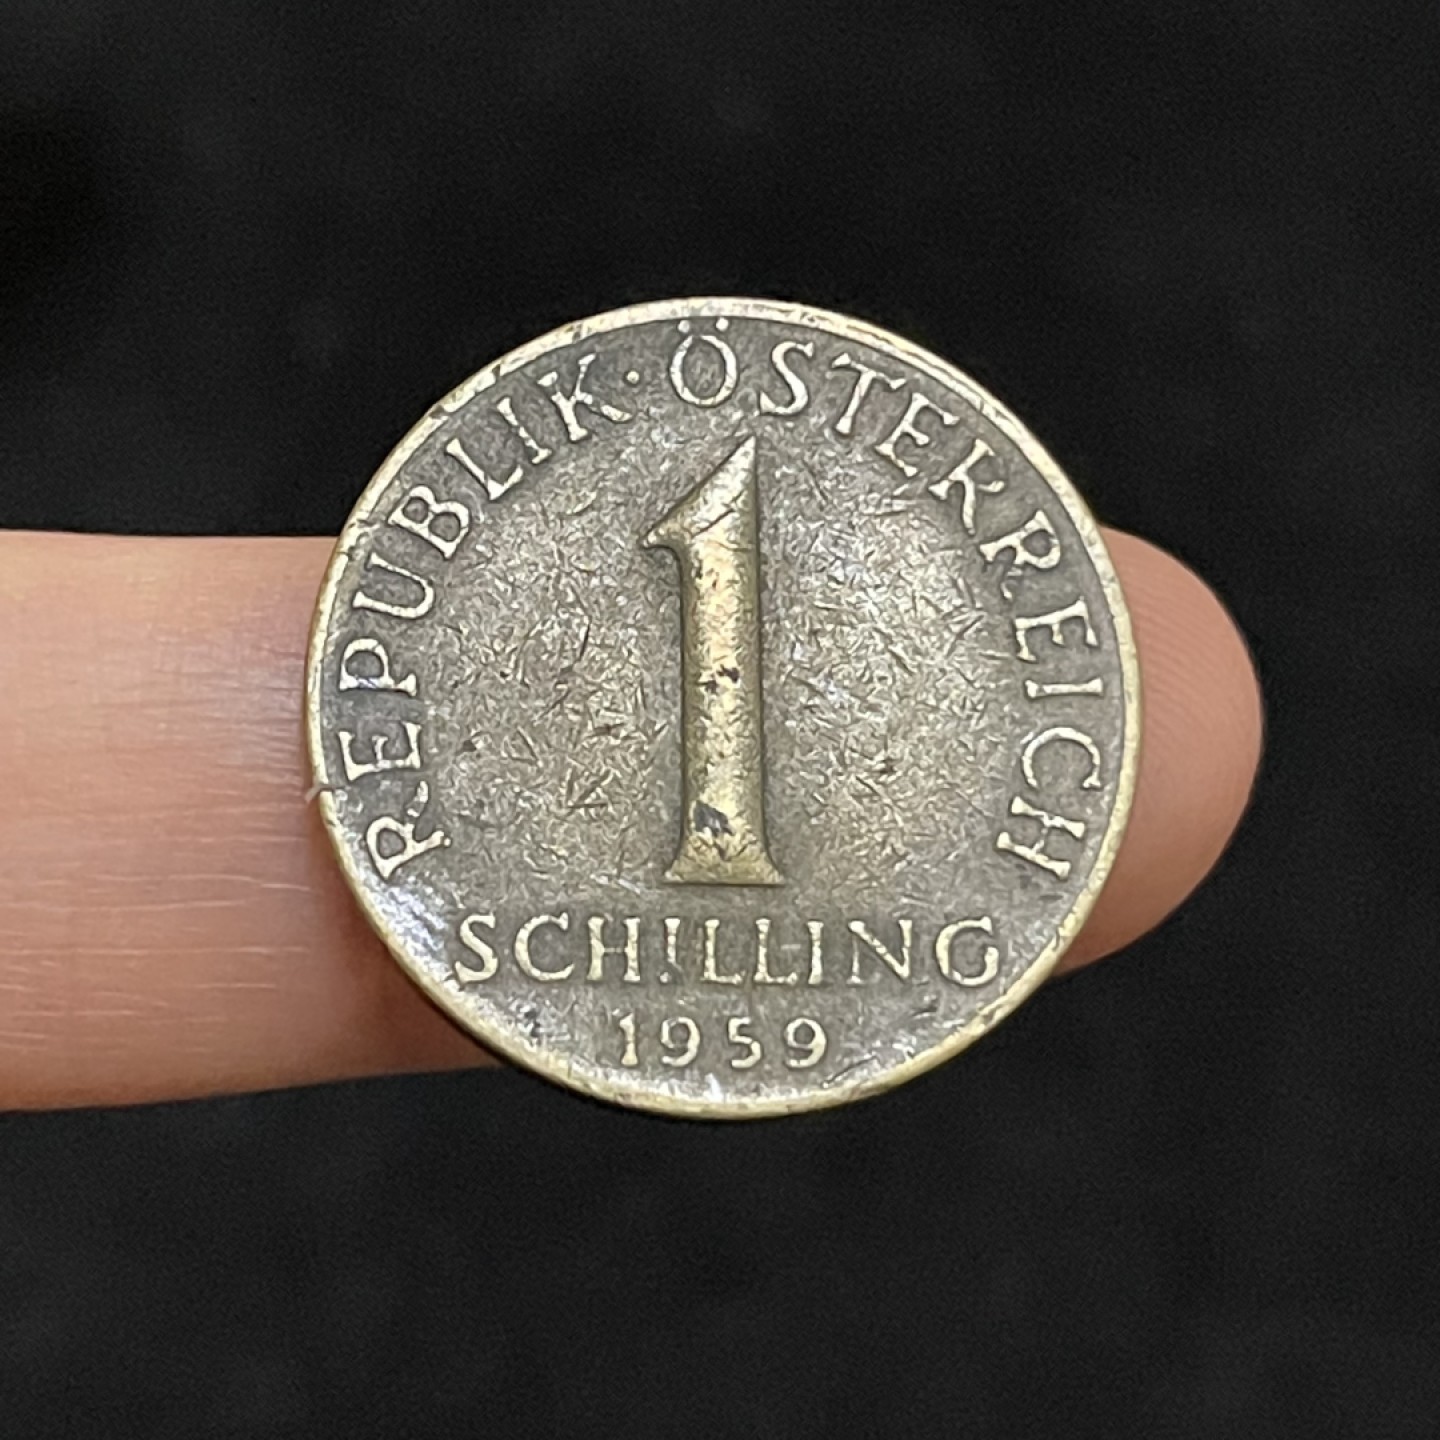 REPUBLIK · ÖSTERREICH
1
SCHILLING
1959